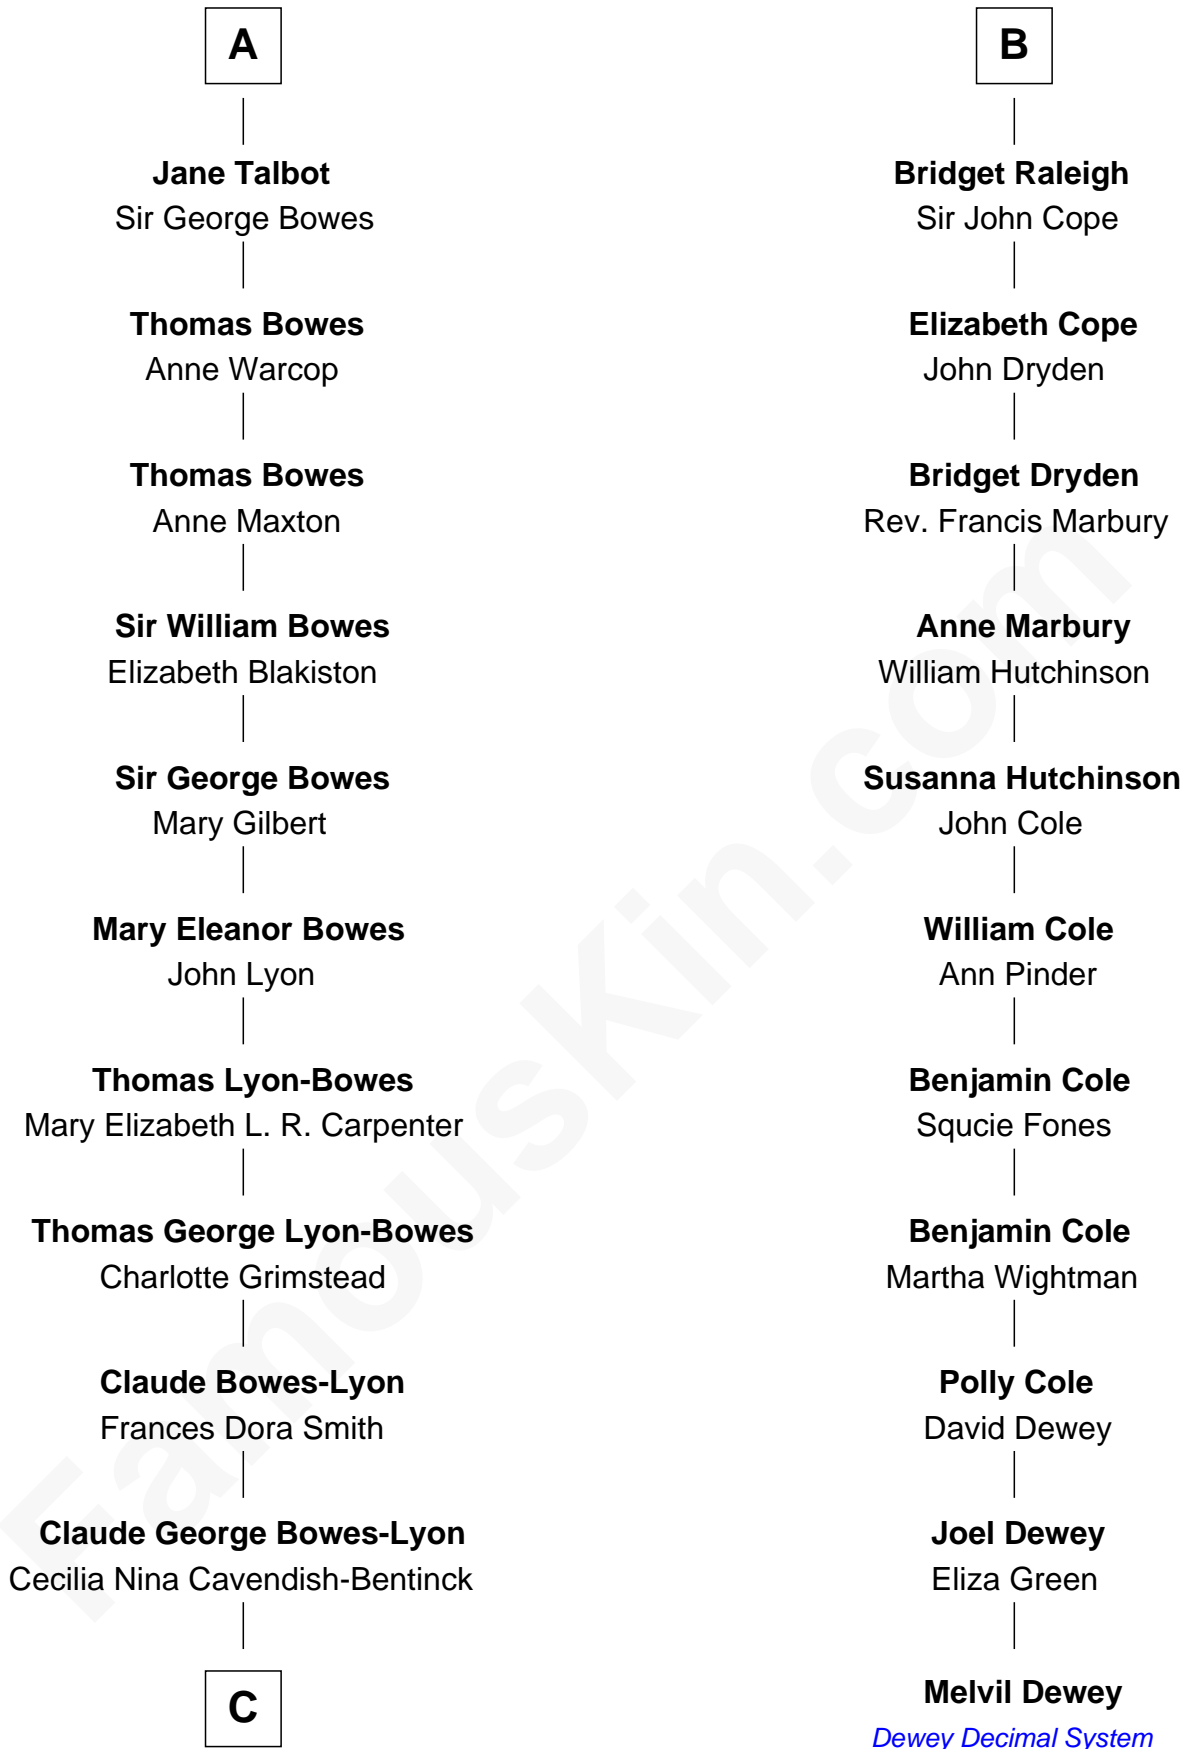 A
Jane Talbot
Sir George Bowes
Thomas Bowes
Anne Warcop
Thomas Bowes
Anne Maxton
Sir William Bowes
Elizabeth Blakiston
Sir George Bowes
Mary Gilbert
Mary Eleanor Bowes
John Lyon
Thomas Lyon-Bowes
Mary Elizabeth L. R. Carpenter
Thomas George Lyon-Bowes
Charlotte Grimstead
Claude Bowes-Lyon
Frances Dora Smith
Claude George Bowes-Lyon
Cecilia Nina Cavendish-Bentinck
C
B
Bridget Raleigh
Sir John Cope
Elizabeth Cope
John Dryden
Bridget Dryden
Rev. Francis Marbury
Anne Marbury
William Hutchinson
Susanna Hutchinson
John Cole
William Cole
Ann Pinder
Benjamin Cole
Squcie Fones
Benjamin Cole
Martha Wightman
Polly Cole
David Dewey
Joel Dewey
Eliza Green
Melvil Dewey
Dewey Decimal System
FamousKin.com